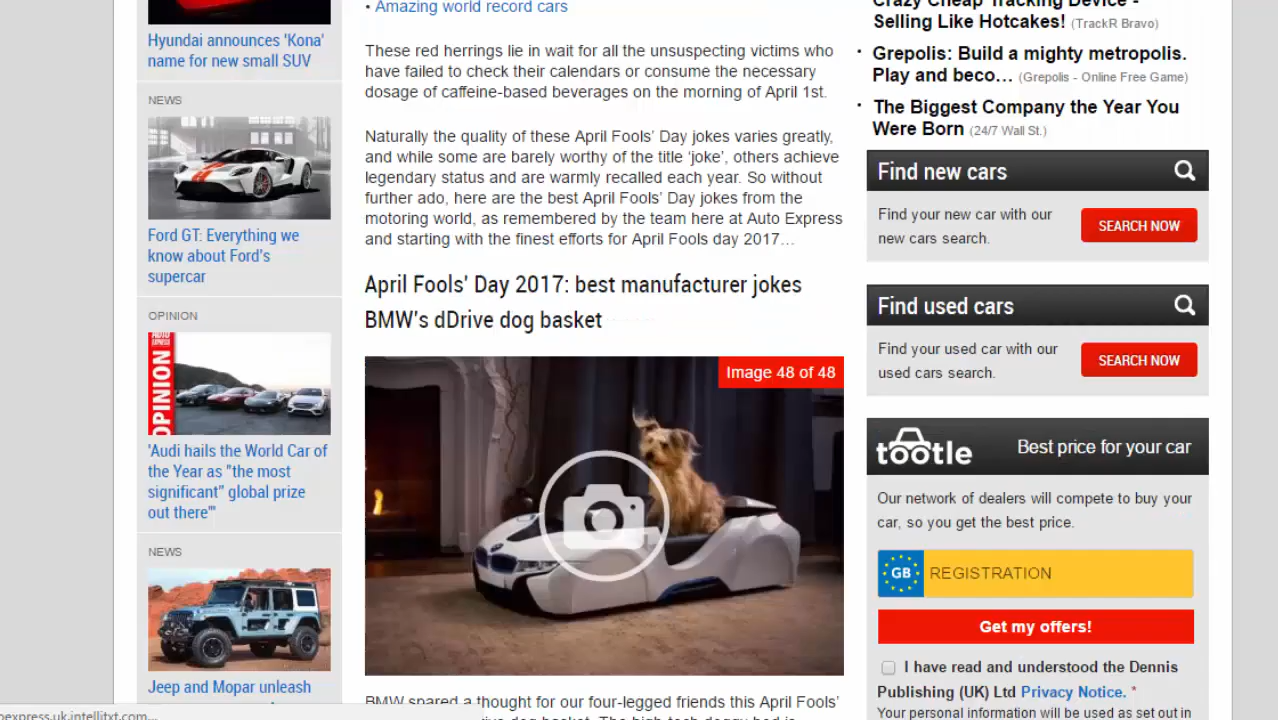 Hyundai announces 'Kona'
name for new small SUV
NEWS
Ford GT: Everything we
know about Ford's
supercar
OPINION
OPINION
'Audi hails the World Car of
the Year as "the most
significant" global prize
out there"'
NEWS
Jeep and Mopar unleash
• Amazing world record cars
These red herrings lie in wait for all the unsuspecting victims who
have failed to check their calendars or consume the necessary
dosage of caffeine-based beverages on the morning of April 1st.
Naturally the quality of these April Fools' Day jokes varies greatly,
and while some are barely worthy of the title 'joke', others achieve
legendary status and are warmly recalled each year. So without
further ado, here are the best April Fools' Day jokes from the
motoring world, as remembered by the team here at Auto Express
and starting with the finest efforts for April Fools day 2017…
April Fools' Day 2017: best manufacturer jokes
BMW's dDrive dog basket
Image 48 of 48
BMW spared a thought for our four-legged friends this April Fools'
Crazy Cheap Tracking Device -
Selling Like Hotcakes! (TrackR Bravo)
Grepolis: Build a mighty metropolis.
Play and beco… (Grepolis - Online Free Game)
The Biggest Company the Year You
Were Born (24/7 Wall St.)
Find new cars
Find your new car with our
new cars search.
SEARCH NOW
Find used cars
Find your used car with our
used cars search.
SEARCH NOW
tootle Best price for your car
Our network of dealers will compete to buy your
car, so you get the best price.
GB REGISTRATION
Get my offers!
I have read and understood the Dennis
Publishing (UK) Ltd Privacy Notice. *
Your personal information will be used as set out in
oexpress.uk.intellitxt.com...